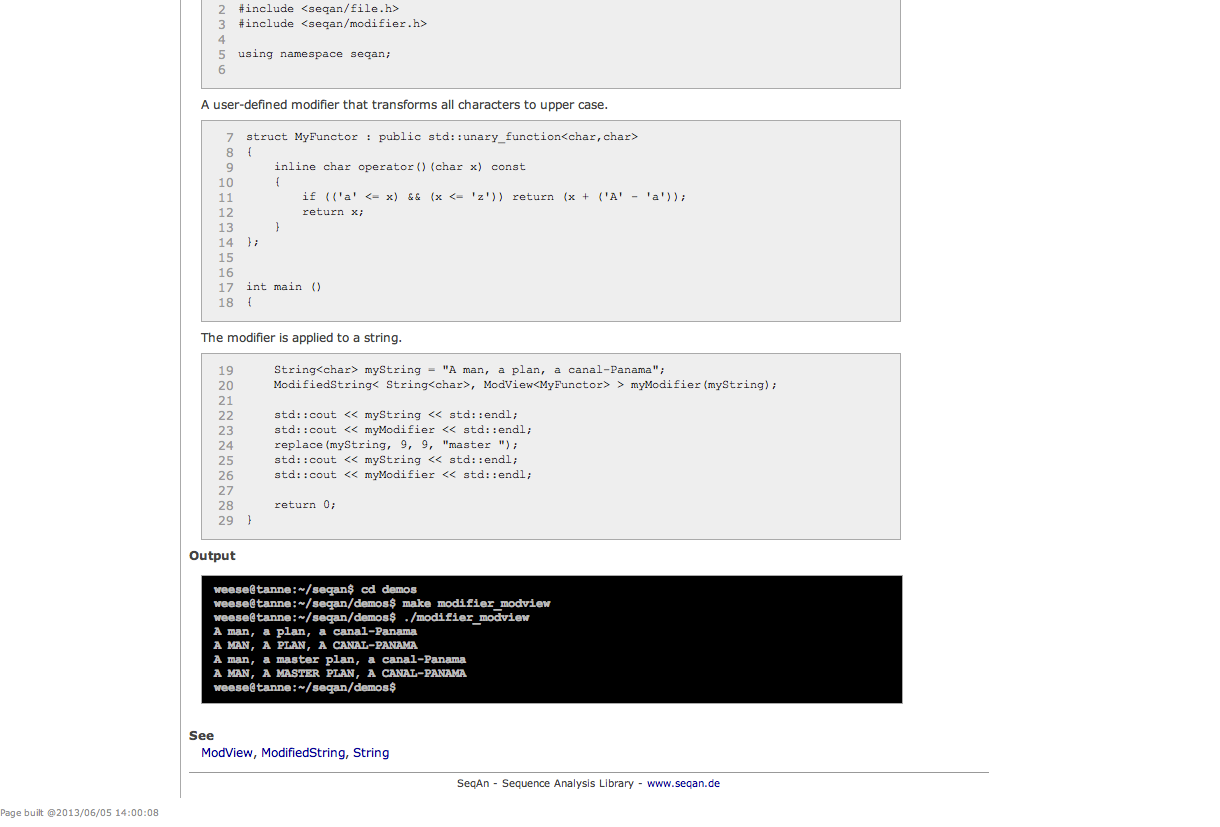 2 #include <seqan/file.h>
3 #include <seqan/modifier.h>
4
5 using namespace seqan;
6
A user-defined modifier that transforms all characters to upper case.
7 struct MyFunctor : public std::unary_function<char,char>
8 {
9     inline char operator()(char x) const
10     {
11         if (('a' <= x) && (x <= 'z')) return (x + ('A' - 'a'));
12         return x;
13     }
14 };
15
16
17 int main ()
18 {
The modifier is applied to a string.
19     String<char> myString = "A man, a plan, a canal-Panama";
20     ModifiedString< String<char>, ModView<MyFunctor> > myModifier(myString);
21
22     std::cout << myString << std::endl;
23     std::cout << myModifier << std::endl;
24     replace(myString, 9, 9, "master ");
25     std::cout << myString << std::endl;
26     std::cout << myModifier << std::endl;
27
28     return 0;
29 }
Output
weese@tanne:~/seqan$ cd demos
weese@tanne:~/seqan/demos$ make modifier_modview
weese@tanne:~/seqan/demos$ ./modifier_modview
A man, a plan, a canal-Panama
A MAN, A PLAN, A CANAL-PANAMA
A man, a master plan, a canal-Panama
A MAN, A MASTER PLAN, A CANAL-PANAMA
weese@tanne:~/seqan/demos$
See
ModView, ModifiedString, String
SeqAn - Sequence Analysis Library - www.seqan.de
Page built @2013/06/05 14:00:08